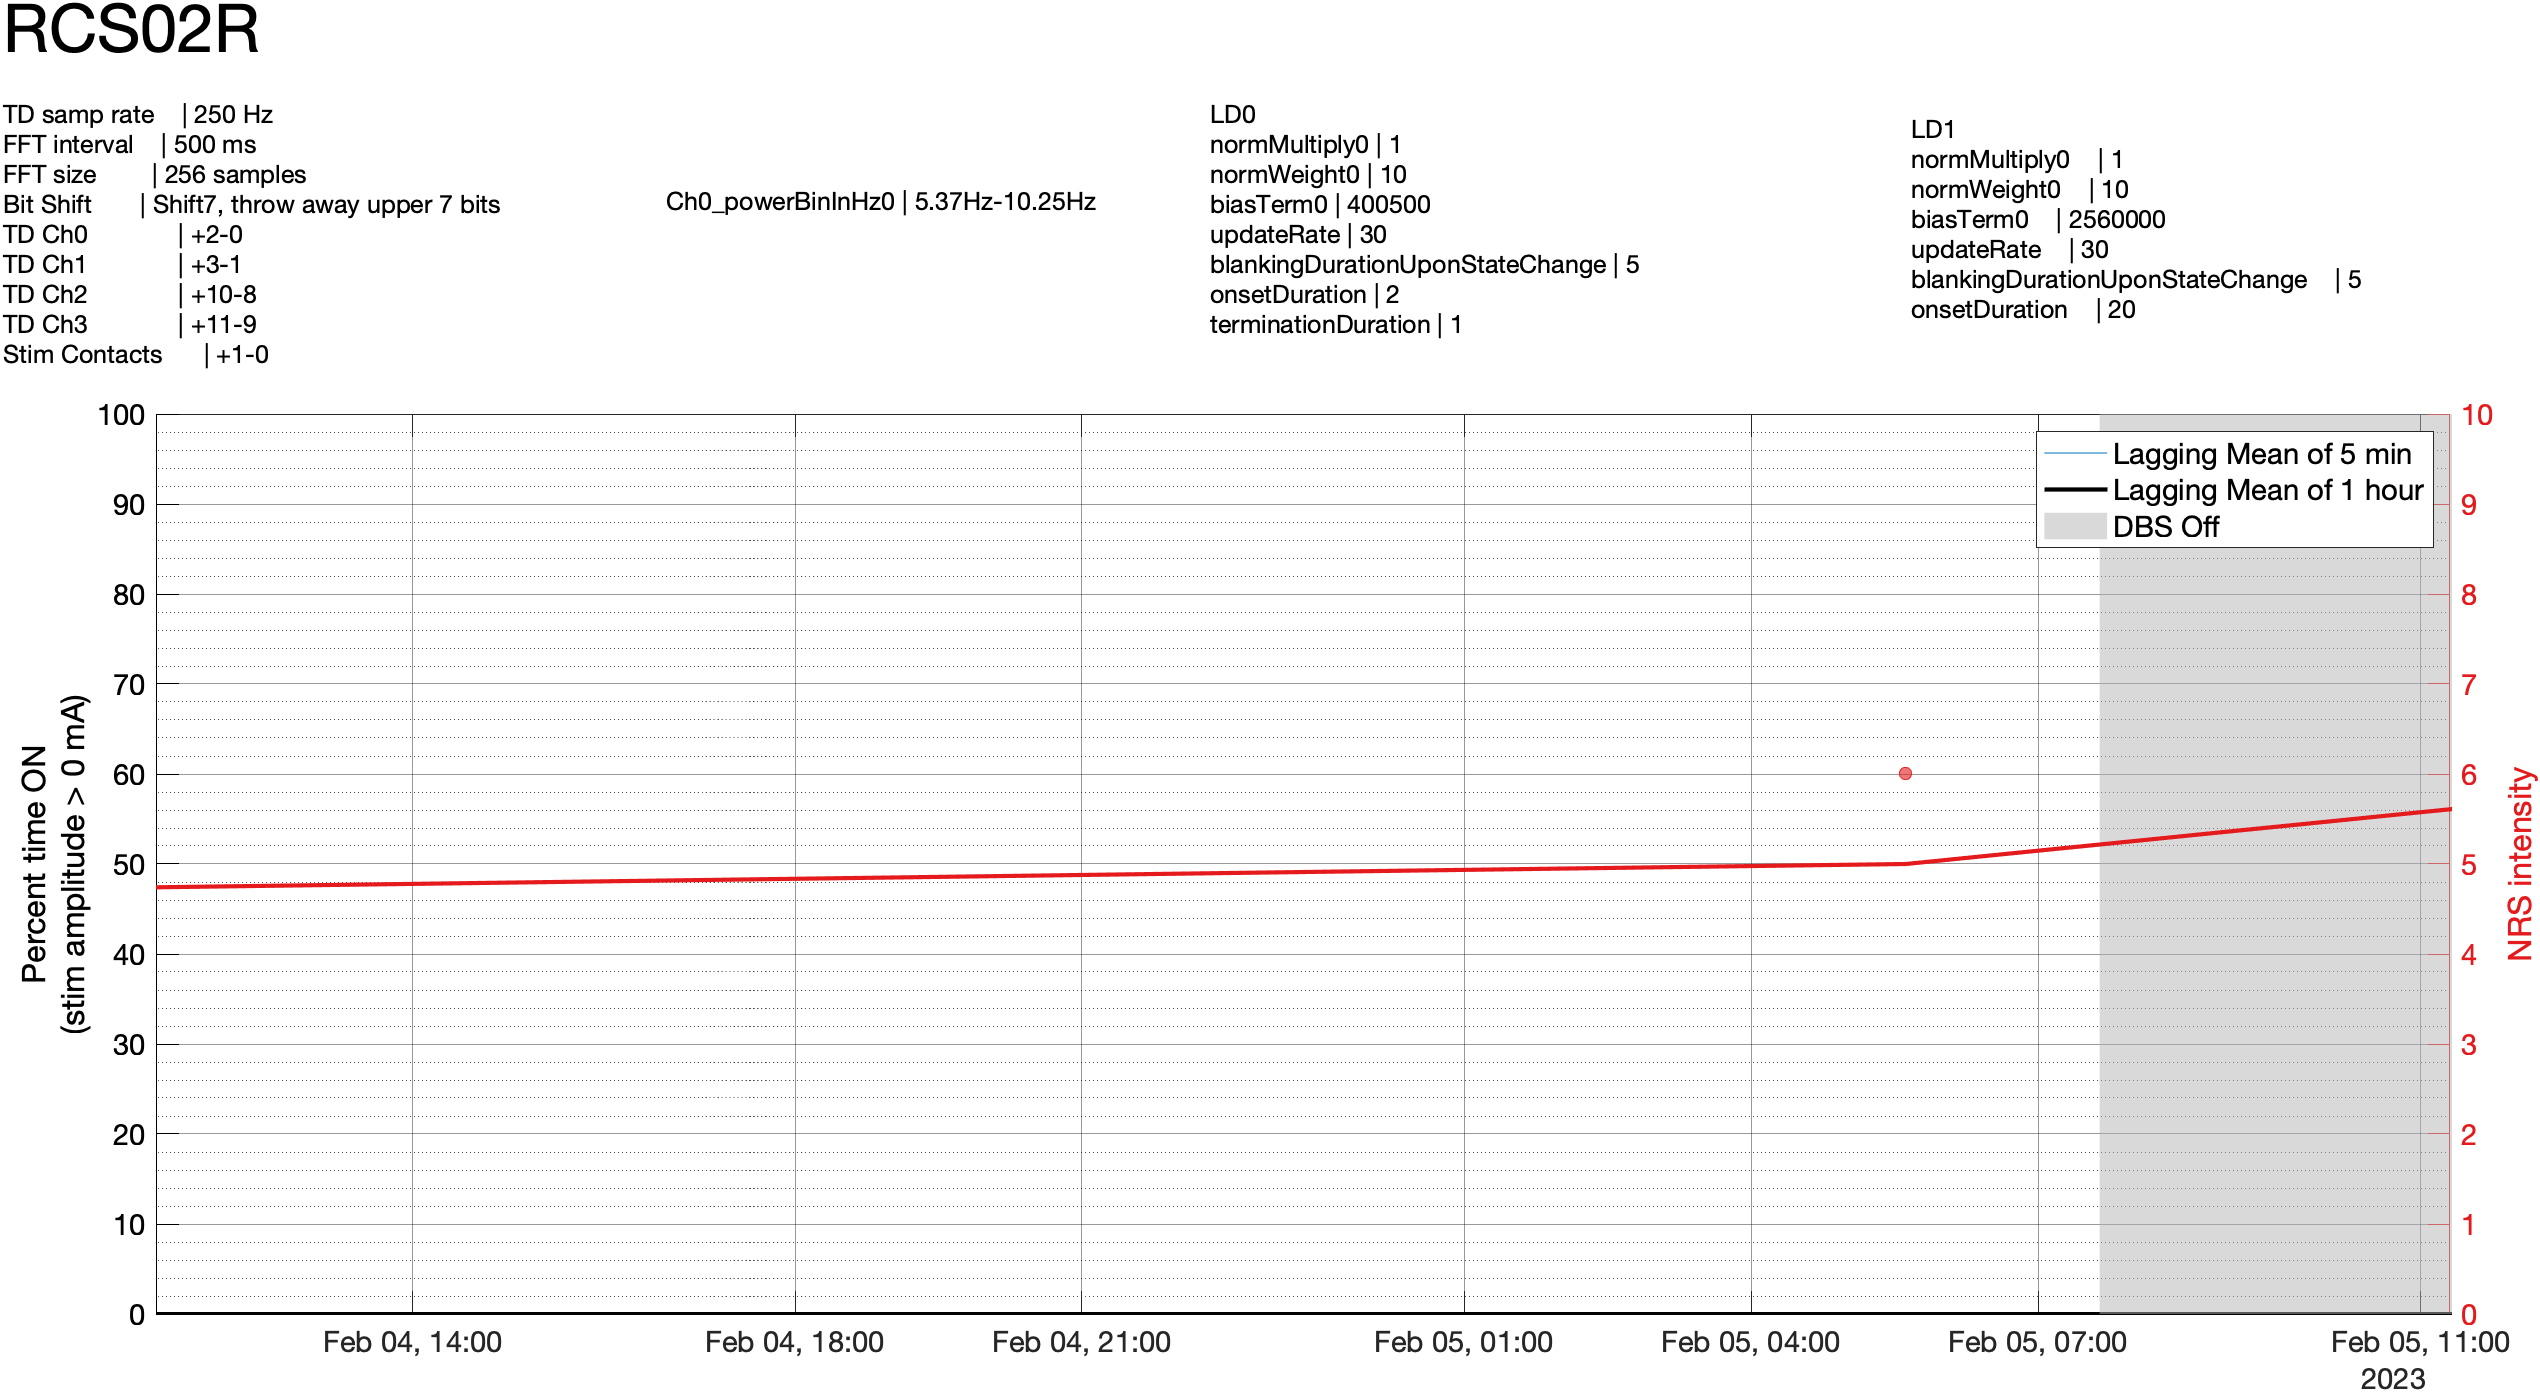 RCS02R
TD samp rate | 250 Hz
FFT interval | 500 ms
FFT size | 256 samples
Bit Shift | Shift7, throw away upper 7 bits
TD Ch0 | +2-0
TD Ch1 | +3-1
TD Ch2 | +10-8
TD Ch3 | +11-9
Stim Contacts | +1-0
Ch0_powerBinInHz0 | 5.37Hz-10.25Hz
LD0
normMultiply0 | 1
normWeight0 | 10
biasTerm0 | 400500
updateRate | 30
blankingDurationUponStateChange | 5
onsetDuration | 2
terminationDuration | 1
LD1
normMultiply0 | 1
normWeight0 | 10
biasTerm0 | 2560000
updateRate | 30
blankingDurationUponStateChange | 5
onsetDuration | 20
Percent time ON
(stim amplitude > 0 mA)
100
90
80
70
60
50
40
30
20
10
0
Lagging Mean of 5 min
Lagging Mean of 1 hour
DBS Off
10
9
8
7
6
5
4
3
2
1
0
NRS intensity
Feb 04, 14:00
Feb 04, 18:00
Feb 04, 21:00
Feb 05, 01:00
Feb 05, 04:00
Feb 05, 07:00
Feb 05, 11:00
2023